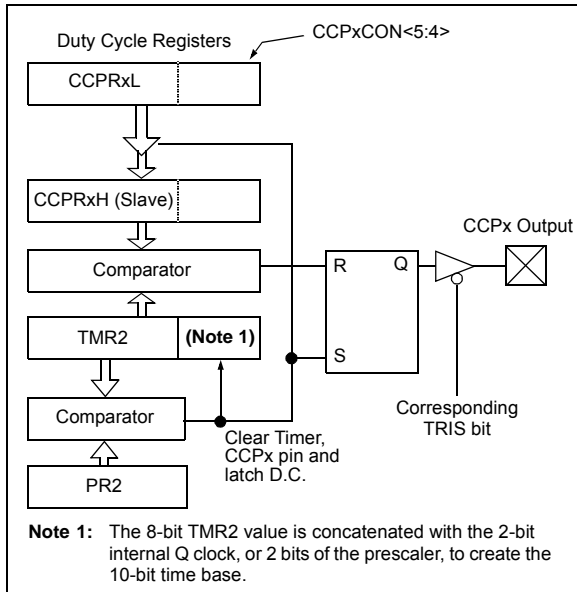 Duty Cycle Registers
CCPxCON<5:4>
CCPRxL
CCPRxH (Slave)
CCPx Output
Comparator
R
Q
TMR2
(Note 1)
S
Comparator
Corresponding
TRIS bit
Clear Timer,
CCPx pin and
latch D.C.
PR2
Note 1: The 8-bit TMR2 value is concatenated with the 2-bit
internal Q clock, or 2 bits of the prescaler, to create the
10-bit time base.